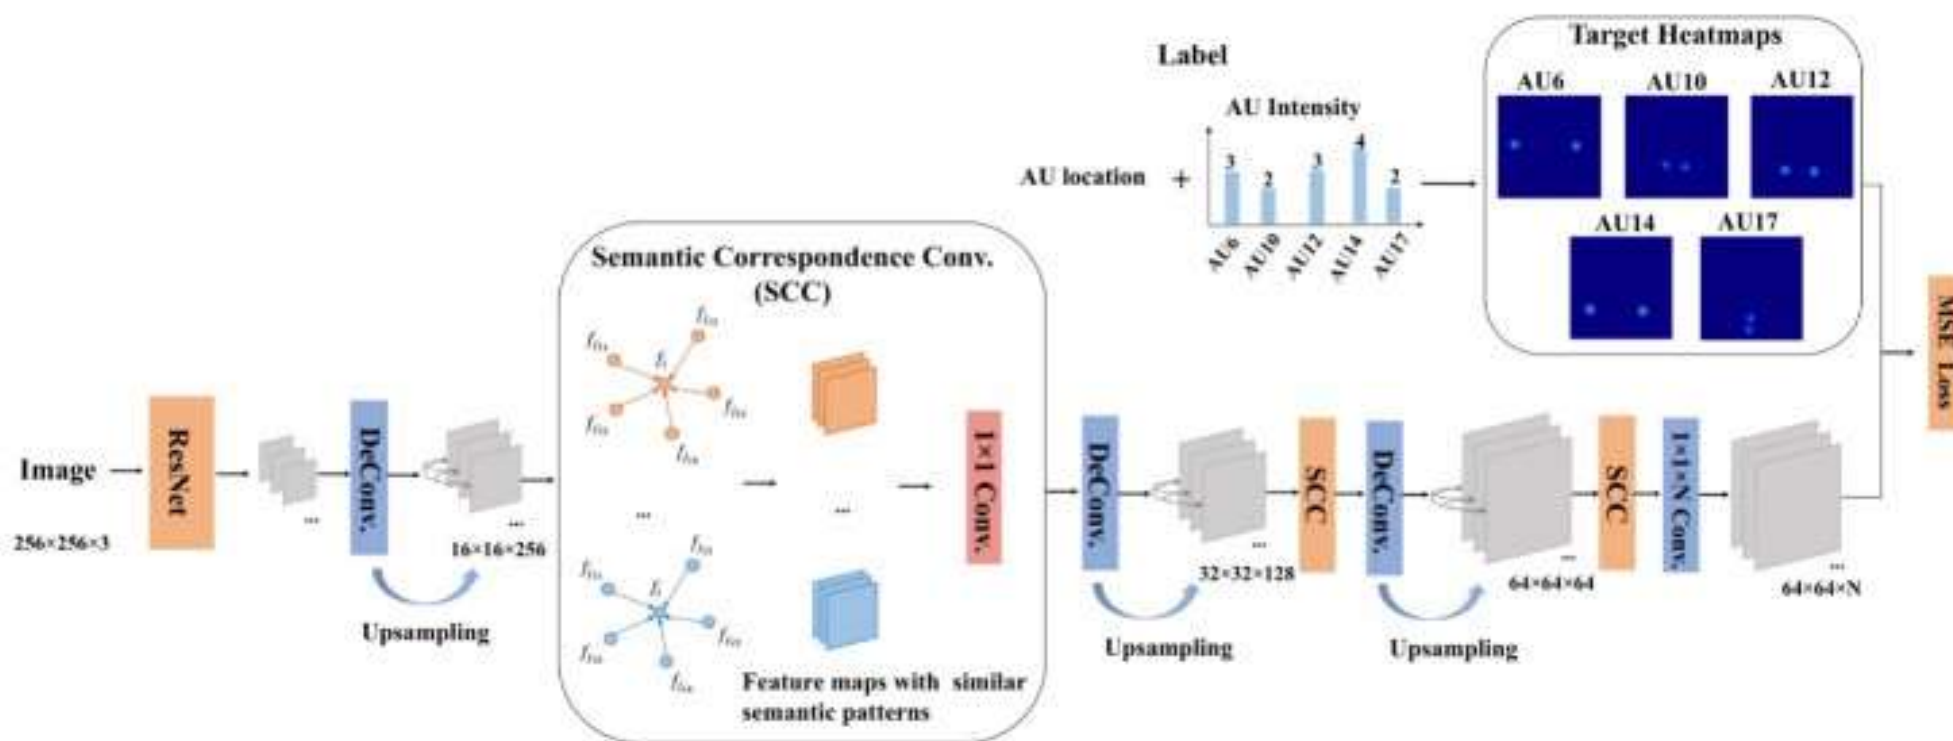 Image
256×256×3
ResNet
...
DeConv.
...
16×16×256
Upsampling
Semantic Correspondence Conv.
(SCC)
...
...
Feature maps with similar
semantic patterns
1×1 Conv.
DeConv.
...
32×32×128
Upsampling
SCC
DeConv.
...
64×64×64
Upsampling
SCC
1×1×N Conv.
...
64×64×N
Label
AU location
+
AU Intensity
3
2
3
4
2
AU6
AU10
AU12
AU14
AU17
Target Heatmaps
AU6
AU10
AU12
AU14
AU17
MSE Loss